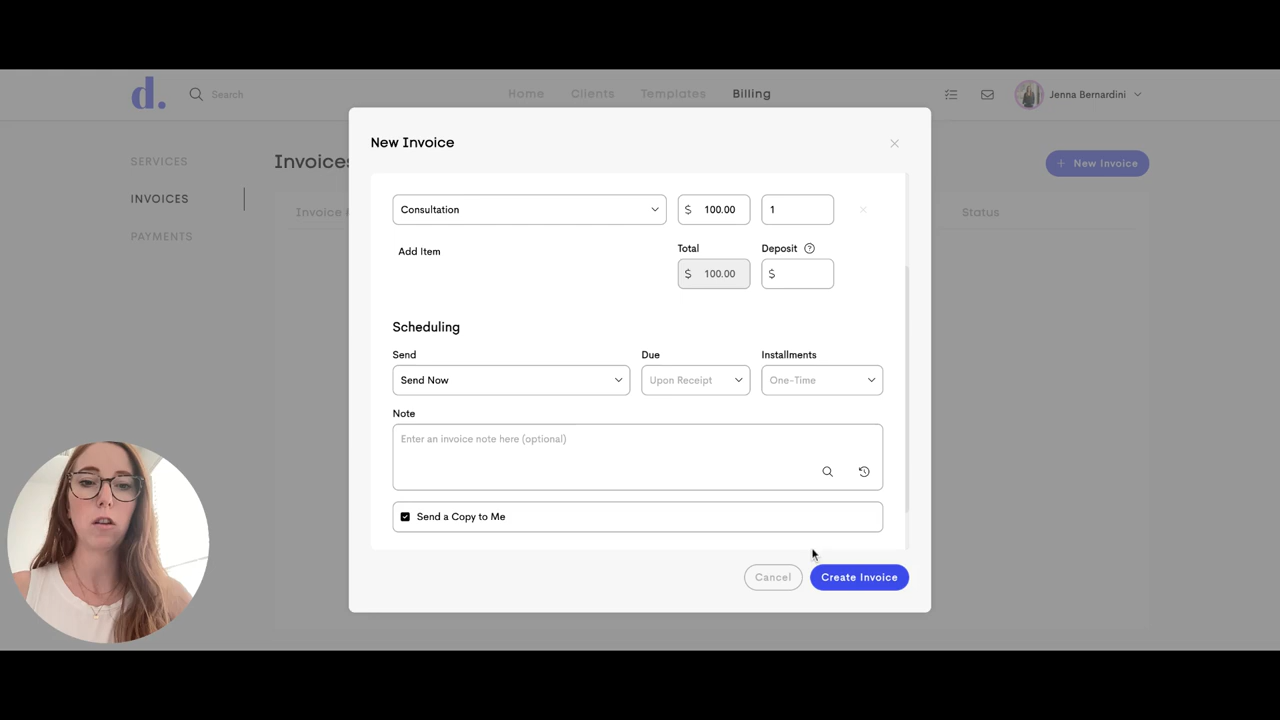 d.
Search
Home
Clients
Templates
Billing
Jenna Bernardini
SERVICES
INVOICES
PAYMENTS
Invoices
+ New Invoice
Invoice
Status
New Invoice
Consultation
$ 100.00
1
Add Item
Total
Deposit ?
$ 100.00
$
Scheduling
Send
Due
Installments
Send Now
Upon Receipt
One-Time
Note
Enter an invoice note here (optional)
Send a Copy to Me
Cancel
Create Invoice